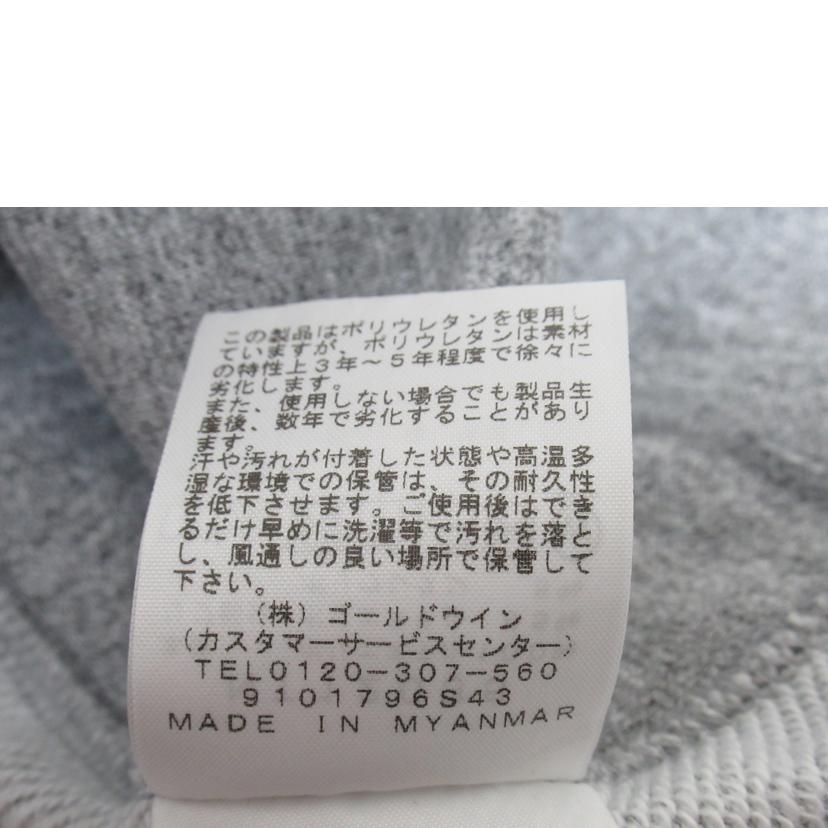 この製品はポリウレタンを使用し
ていますが、ポリウレタンは素材
の特性上3年～5年程度で徐々に
劣化します。
また、使用しない場合でも製品生
産後、数年で劣化することがあり
ます。
汗や汚れが付着した状態や高温多
湿な環境での保管は、その耐久性
を低下させます。ご使用後はでき
るだけ早めに洗濯等で汚れを落と
し、風通しの良い場所で保管して
下さい。
（株）ゴールドウイン
（カスタマーサービスセンター）
TEL0120-307-560
9101796S43
MADE IN MYANMAR